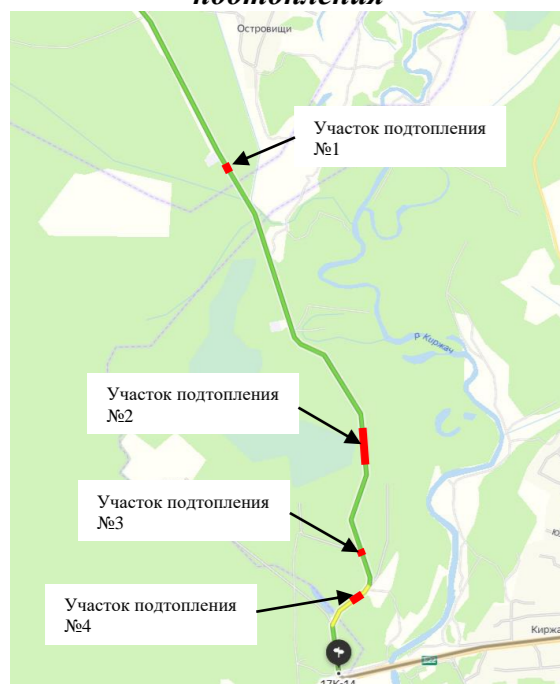 подтопления
Островищи
Участок подтопления
№1
р. Киржач
Участок подтопления
№2
Участок подтопления
№3
Участок подтопления
№4
Киржа
17К-14